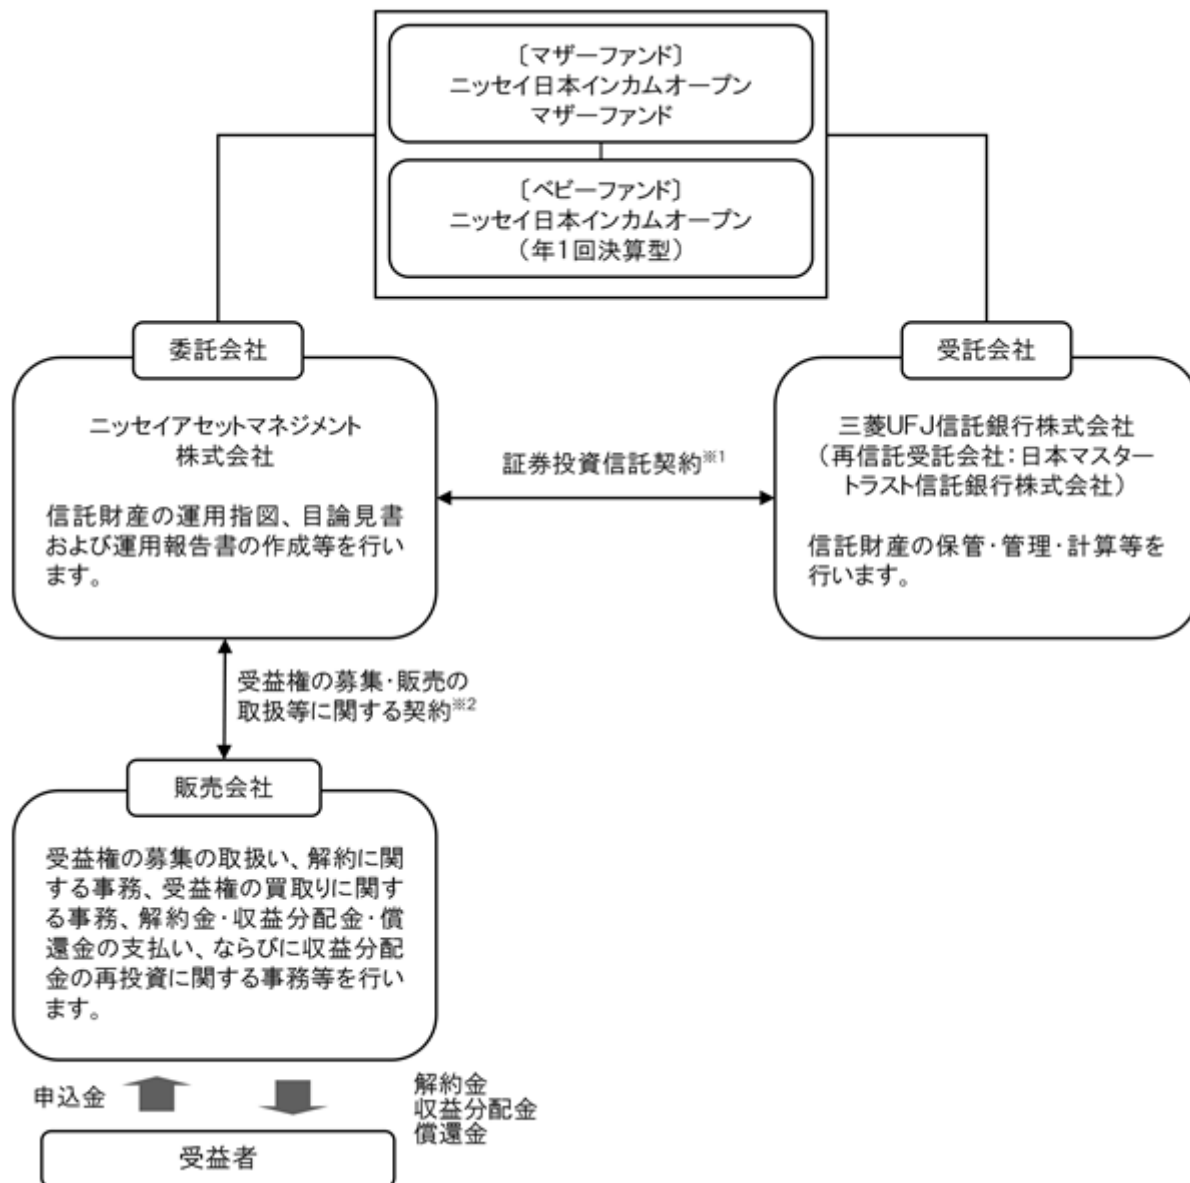 〔マザーファンド〕
ニッセイ日本インカムオープン
マザーファンド
〔ベビーファンド〕
ニッセイ日本インカムオープン
（年1回決算型）
委託会社
ニッセイアセットマネジメント
株式会社
信託財産の運用指図、目論見書
および運用報告書の作成等を行い
ます。
証券投資信託契約※1
受託会社
三菱UFJ信託銀行株式会社
（再信託受託会社：日本マスター
トラスト信託銀行株式会社）
信託財産の保管・管理・計算等を
行います。
受益権の募集・販売の
取扱等に関する契約※2
販売会社
受益権の募集の取扱い、解約に関
する事務、受益権の買取りに関す
る事務、解約金・収益分配金・償
還金の支払い、ならびに収益分配
金の再投資に関する事務等を行い
ます。
申込金
解約金
収益分配金
償還金
受益者